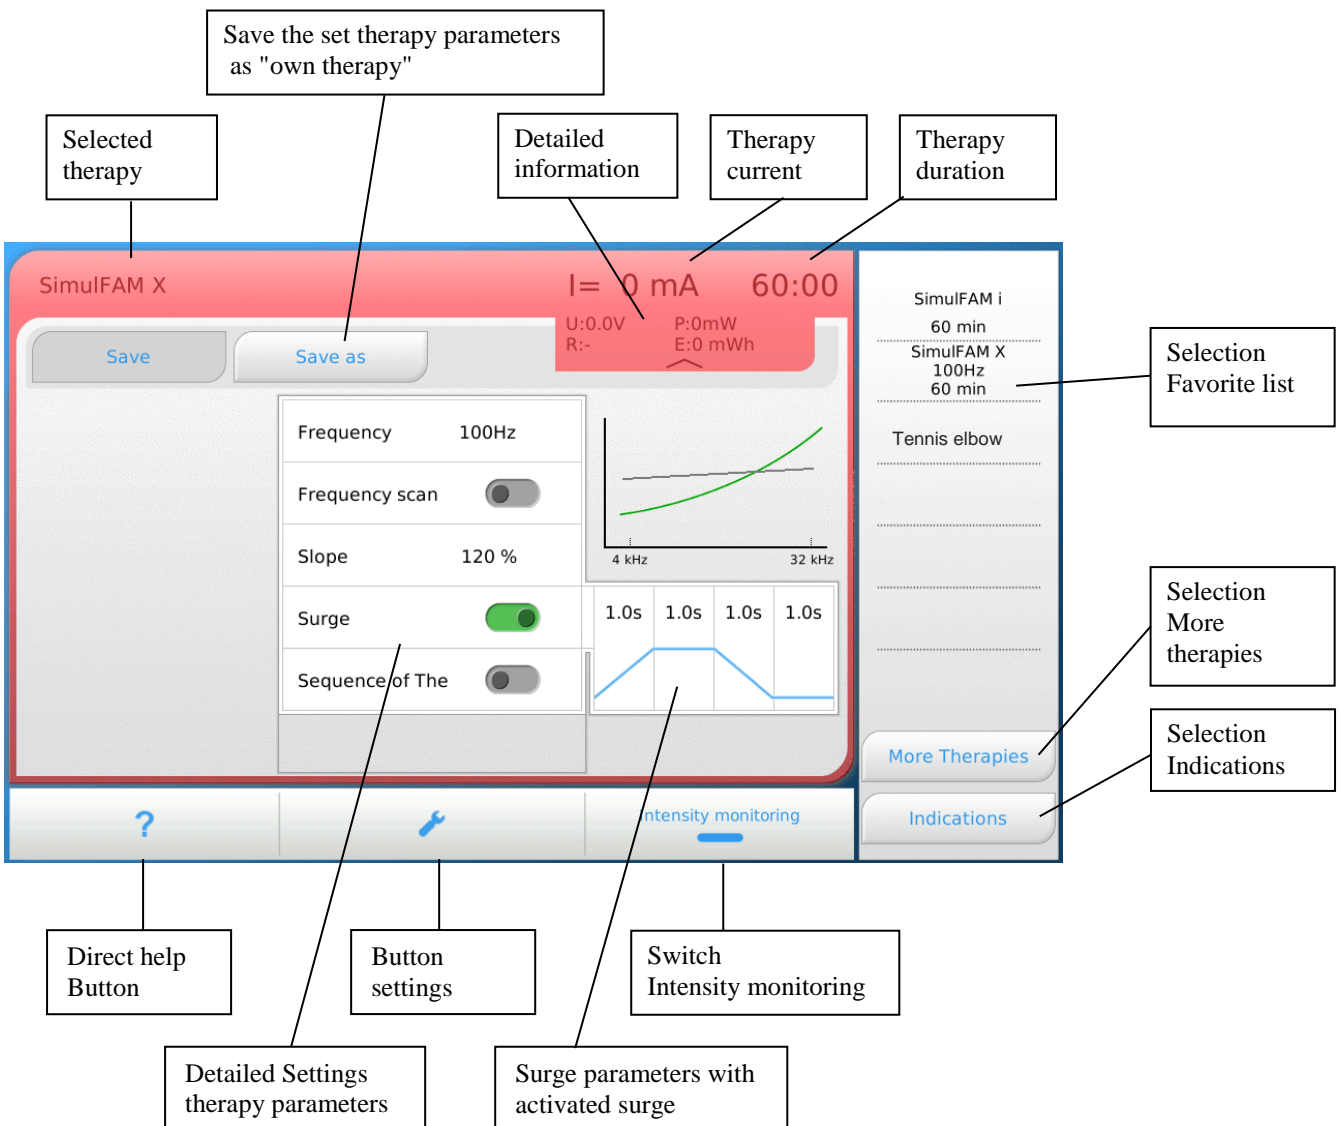 Save the set therapy parameters
as "own therapy"
Selected
therapy
Detailed
information
Therapy
current
Therapy
duration
SimulFAM X
I= 0 mA
60:00
U:0.0V
P:0mW
R:-
E:0 mWh
Save
Save as
Frequency
100Hz
Frequency scan
Slope
120 %
Surge
Sequence of The
4 kHz
32 kHz
1.0s
1.0s
1.0s
1.0s
SimulFAM i
60 min
SimulFAM X
100Hz
60 min
Tennis elbow
More Therapies
Indications
?
Intensity monitoring
Selection
Favorite list
Selection
More
therapies
Selection
Indications
Direct help
Button
Button
settings
Switch
Intensity monitoring
Detailed Settings
therapy parameters
Surge parameters with
activated surge